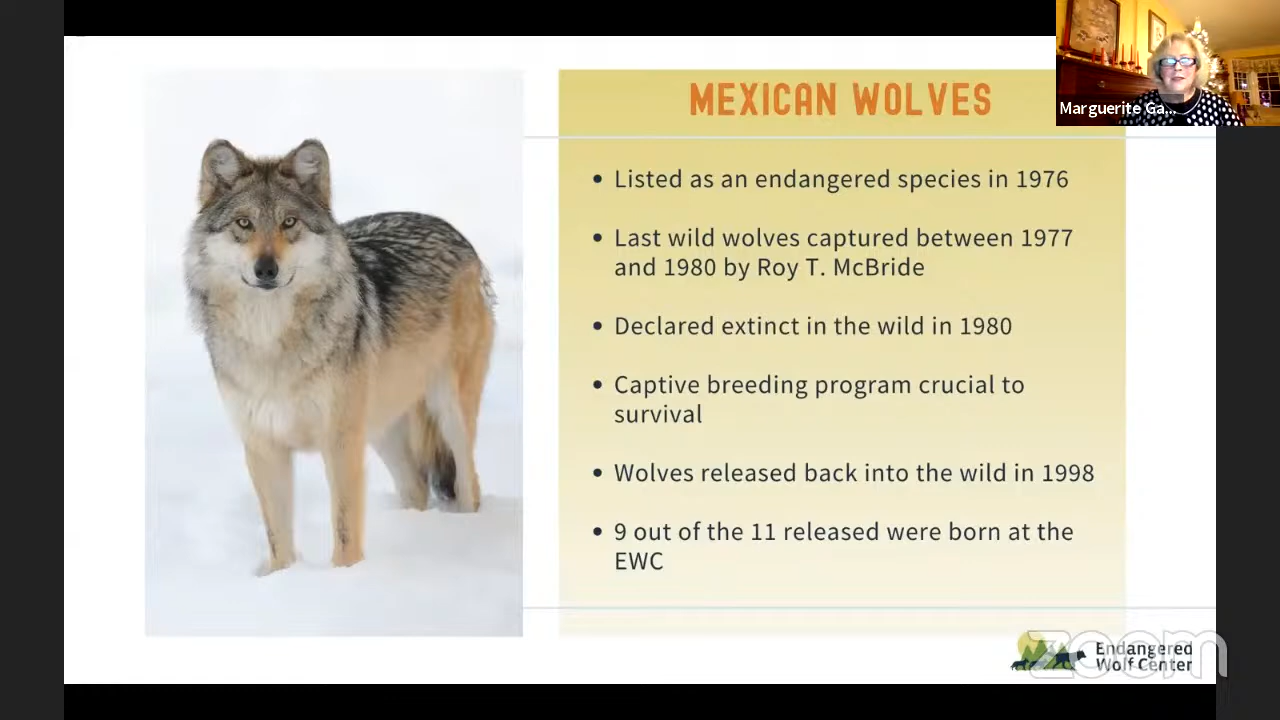 MEXICAN WOLVES
Marguerite Ga...
• Listed as an endangered species in 1976
• Last wild wolves captured between 1977
and 1980 by Roy T. McBride
• Declared extinct in the wild in 1980
• Captive breeding program crucial to
survival
• Wolves released back into the wild in 1998
• 9 out of the 11 released were born at the
EWC
zoom
Endangered
Wolf Center